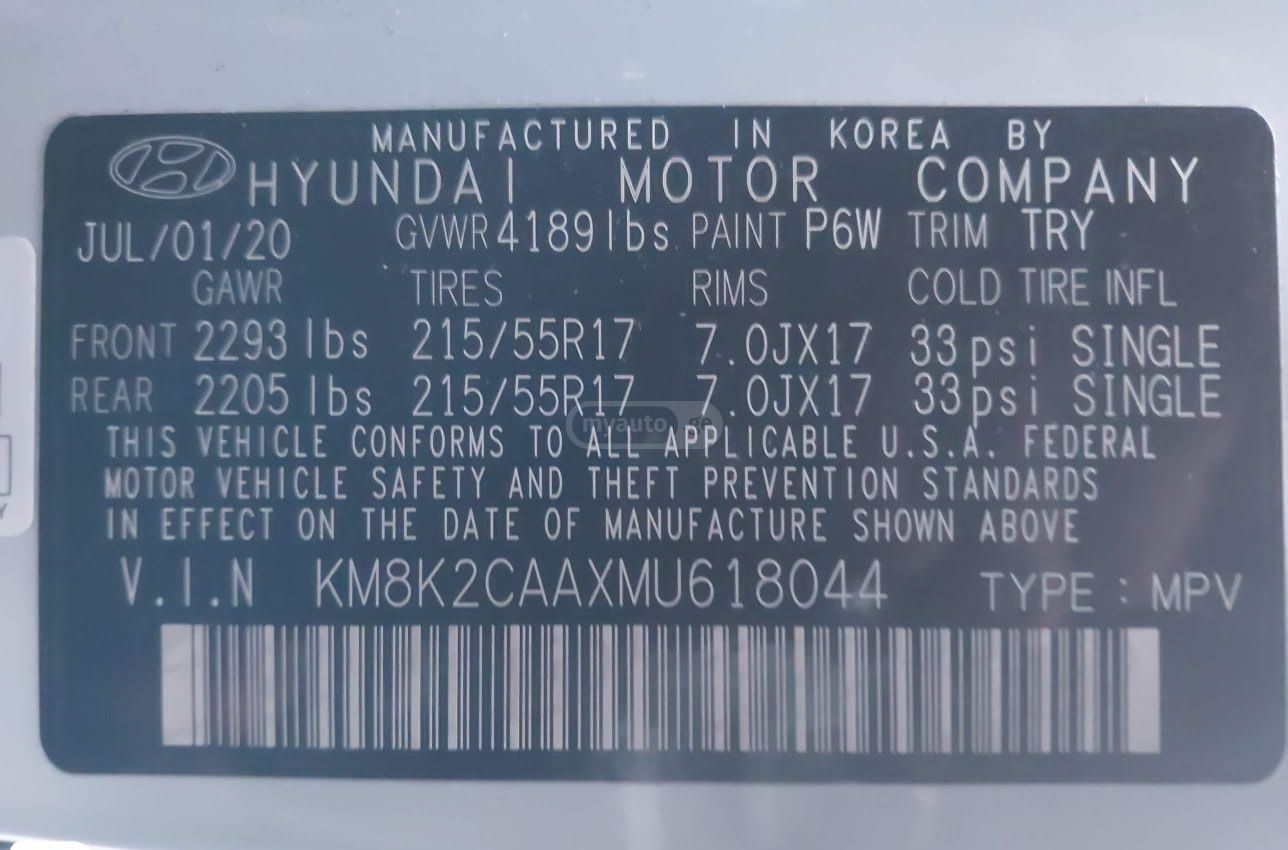 MANUFACTURED IN KOREA BY
HYUNDAI MOTOR COMPANY
JUL/01/20 GVWR 4189 lbs PAINT P6W TRIM TRY
GAWR TIRES RIMS COLD TIRE INFL
FRONT 2293 lbs 215/55R17 7.0JX17 33psi SINGLE
REAR 2205 lbs 215/55R17 7.0JX17 33psi SINGLE
myauto.ge
THIS VEHICLE CONFORMS TO ALL APPLICABLE U.S.A. FEDERAL
MOTOR VEHICLE SAFETY AND THEFT PREVENTION STANDARDS
IN EFFECT ON THE DATE OF MANUFACTURE SHOWN ABOVE
V.I.N KM8K2CAAXMU618044 TYPE : MPV